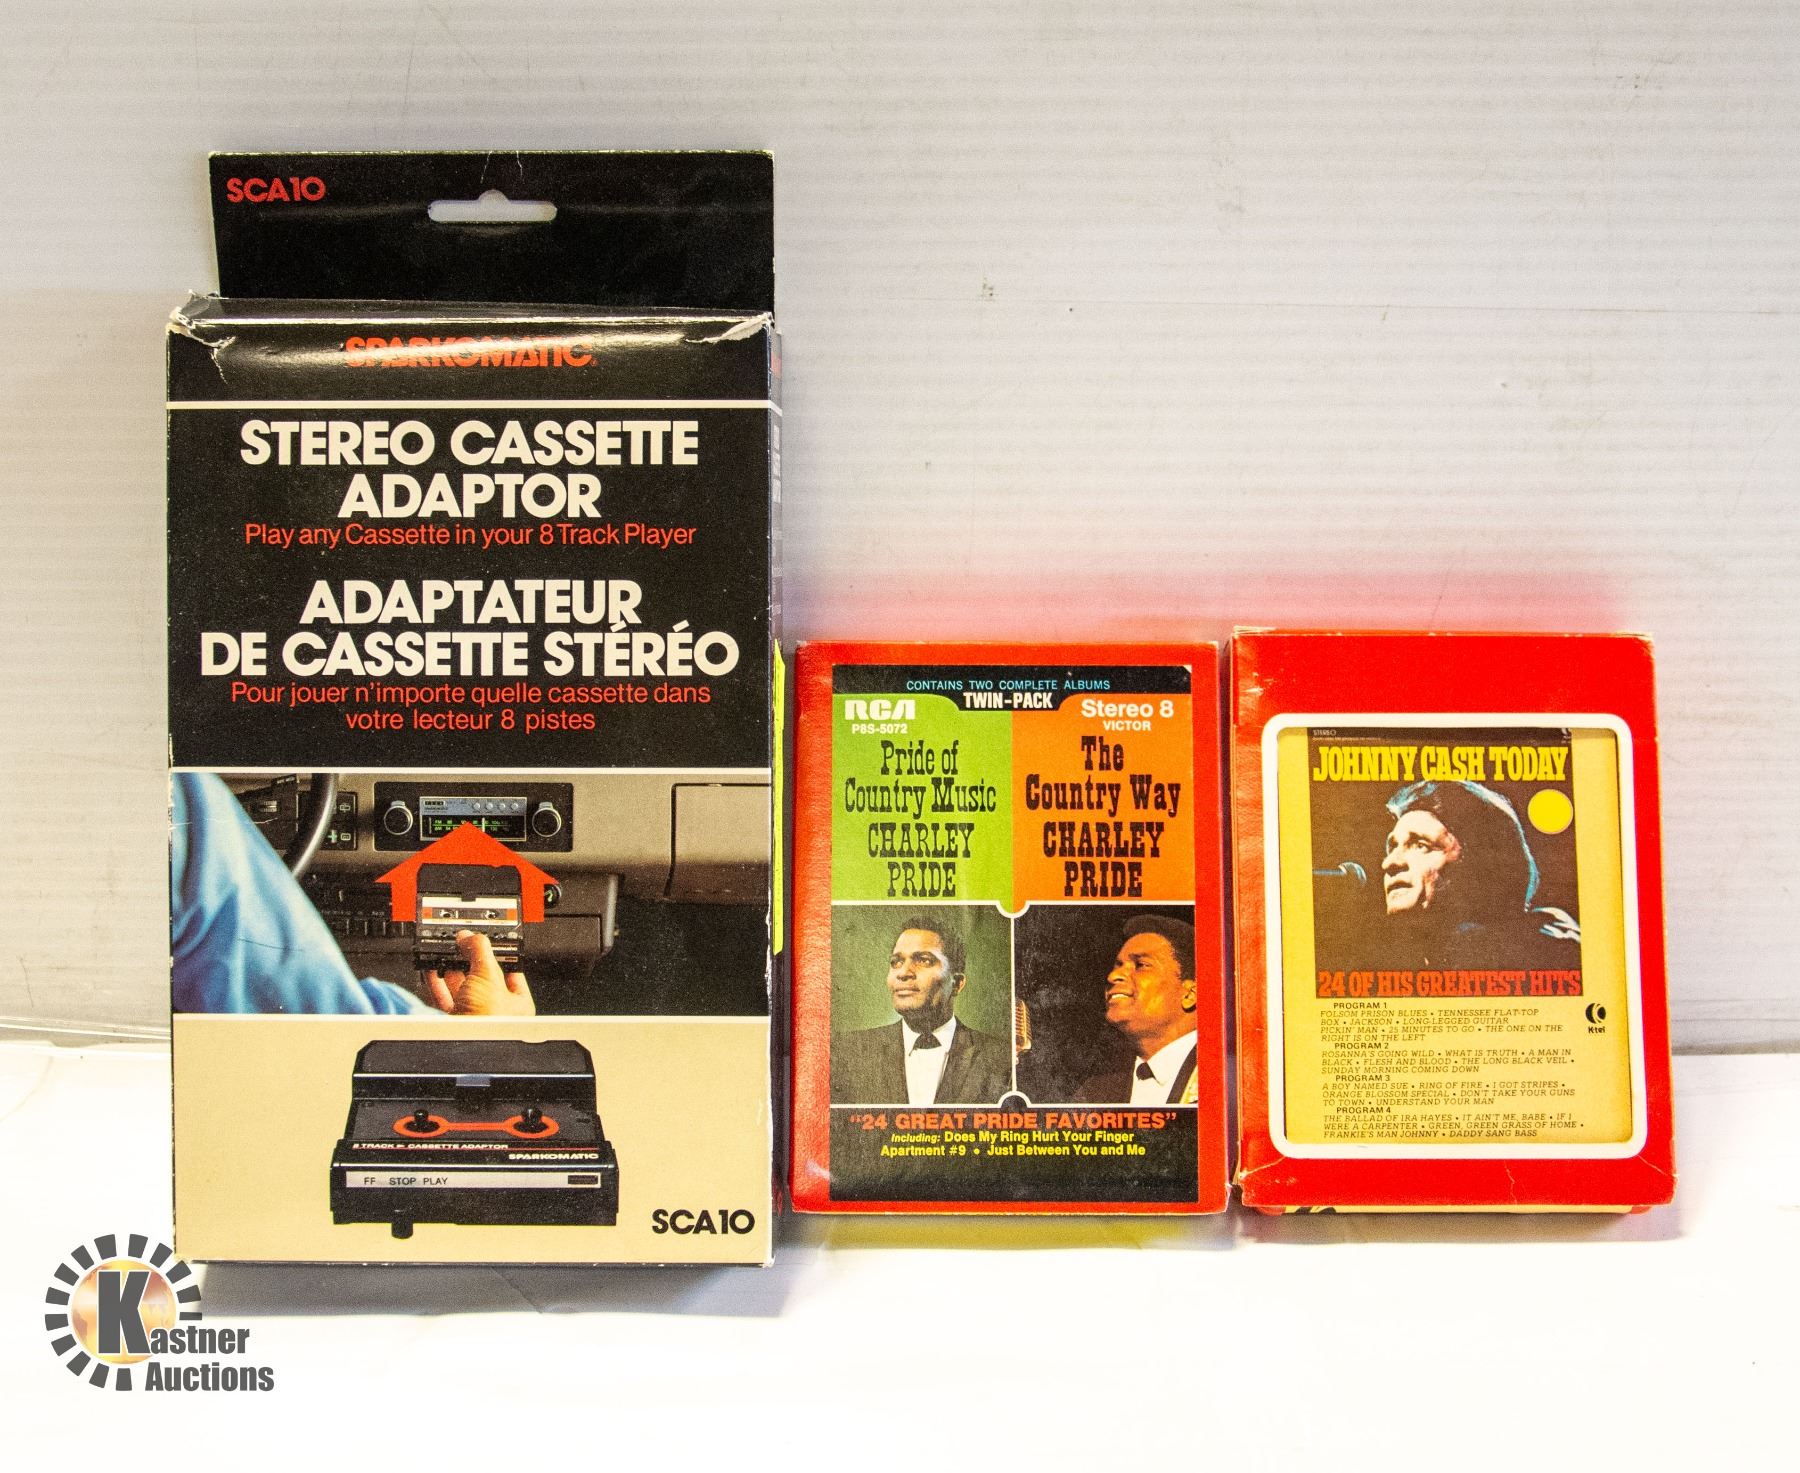 SCA10
SPARKOMATIC
STEREO CASSETTE
ADAPTOR
Play any Cassette in your 8 Track Player
ADAPTATEUR
DE CASSETTE STÉRÉO
Pour jouer n'importe quelle cassette dans
votre lecteur 8 pistes
8 TRACK CASSETTE ADAPTOR
SPARKOMATIC
FF STOP PLAY
SCA10
CONTAINS TWO COMPLETE ALBUMS
TWIN-PACK
RCA
P8S-5072
Stereo 8
VICTOR
Pride of
Country Music
CHARLEY
PRIDE
The
Country Way
CHARLEY
PRIDE
"24 GREAT PRIDE FAVORITES"
Including: Does My Ring Hurt Your Finger
Apartment #9 • Just Between You and Me
STEREO
JOHNNY CASH TODAY
24 OF HIS GREATEST HITS
PROGRAM 1
FOLSOM PRISON BLUES • TENNESSEE FLAT-TOP
BOX • JACKSON • LONG-LEGGED GUITAR
PICKIN' MAN • 25 MINUTES TO GO • THE ONE ON THE
RIGHT IS ON THE LEFT
PROGRAM 2
ROSANNA'S GOING WILD • WHAT IS TRUTH • A MAN IN
BLACK • FLESH AND BLOOD • THE LONG BLACK VEIL •
SUNDAY MORNING COMING DOWN
PROGRAM 3
A BOY NAMED SUE • RING OF FIRE • I GOT STRIPES •
ORANGE BLOSSOM SPECIAL • DON'T TAKE YOUR GUNS
TO TOWN • UNDERSTAND YOUR MAN
PROGRAM 4
THE BALLAD OF IRA HAYES • IT AIN'T ME, BABE • IF I
WERE A CARPENTER • GREEN, GREEN GRASS OF HOME •
FRANKIE'S MAN JOHNNY • DADDY SANG BASS
K-tel
Kastner
Auctions